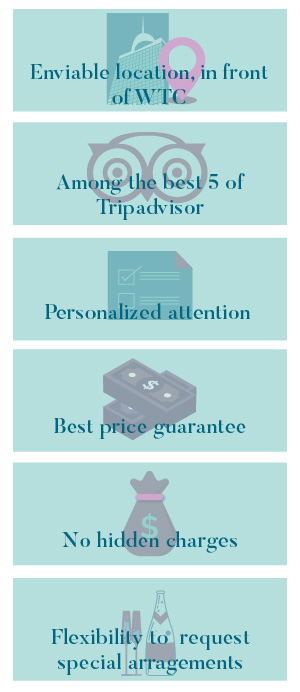 Enviable location, in front
of WTC
Among the best 5 of
Tripadvisor
Personalized attention
Best price guarantee
No hidden charges
Flexibility to request
special arragements